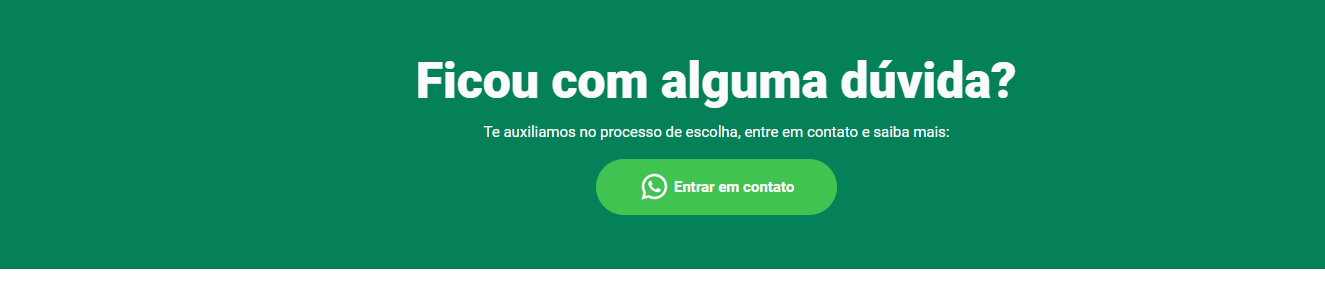 Ficou com alguma dúvida?
Te auxiliamos no processo de escolha, entre em contato e saiba mais:
Entrar em contato